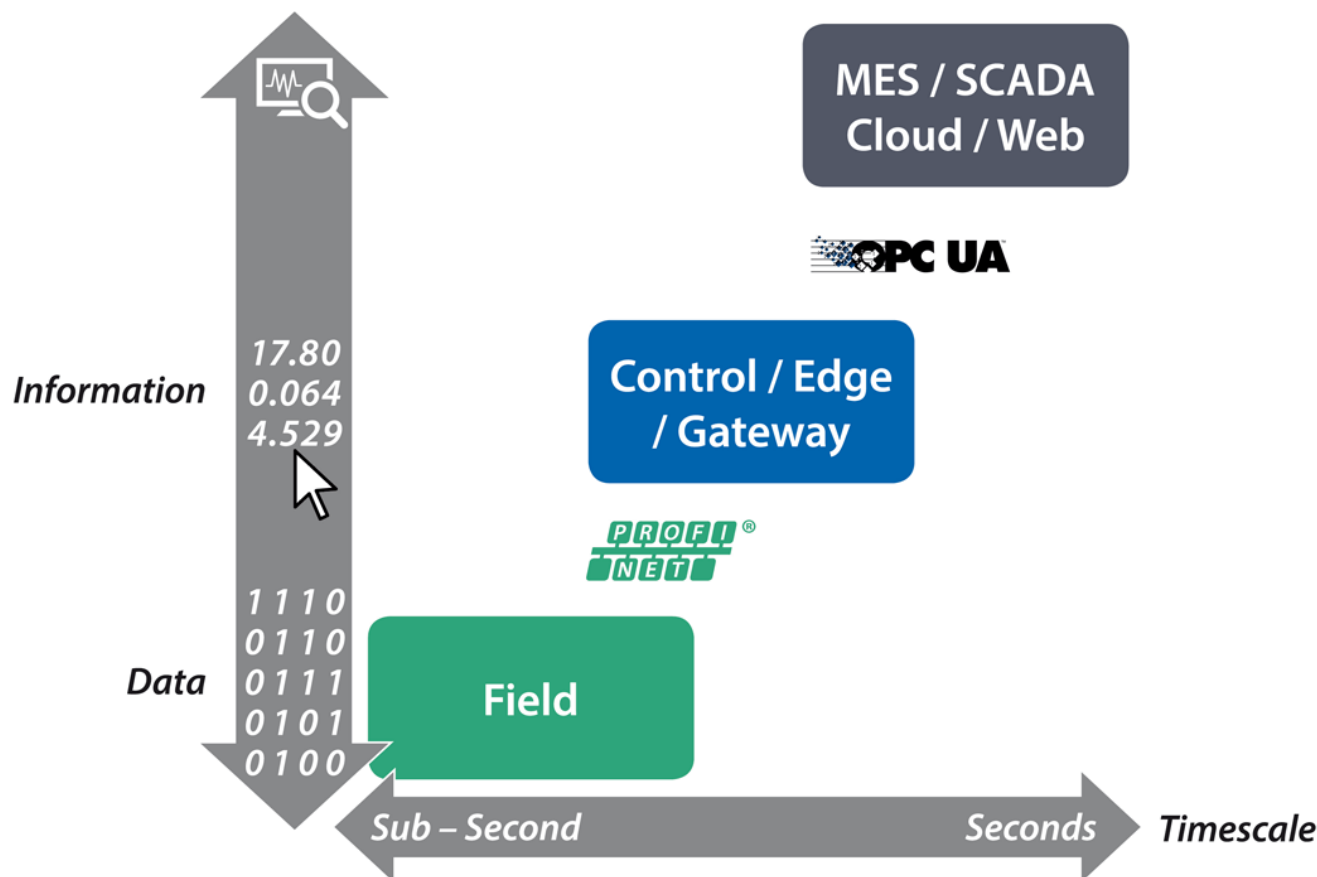 MES / SCADA
Cloud / Web
OPC UA
17.80
0.064
4.529
Information
Control / Edge
/ Gateway
PROFI®
NET
1110
0110
0111
0101
0100
Data
Field
Sub – Second
Seconds
Timescale